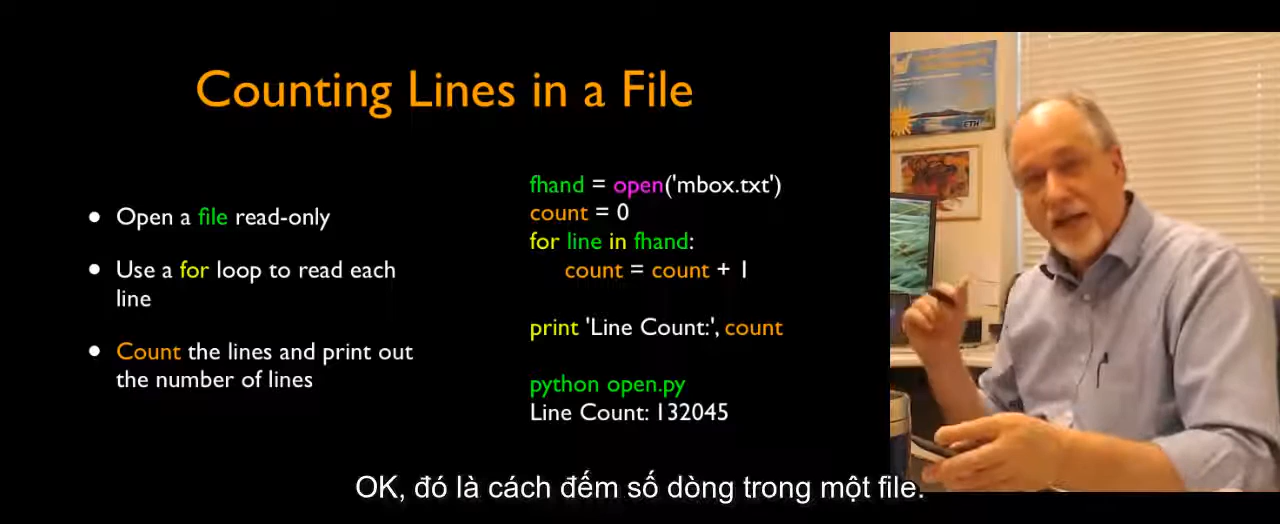 Counting Lines in a File
• Open a file read-only
• Use a for loop to read each
line
• Count the lines and print out
the number of lines
fhand = open('mbox.txt')
count = 0
for line in fhand:
count = count + 1
print 'Line Count:', count
python open.py
Line Count: 132045
ETH
OK, đó là cách đếm số dòng trong một file.